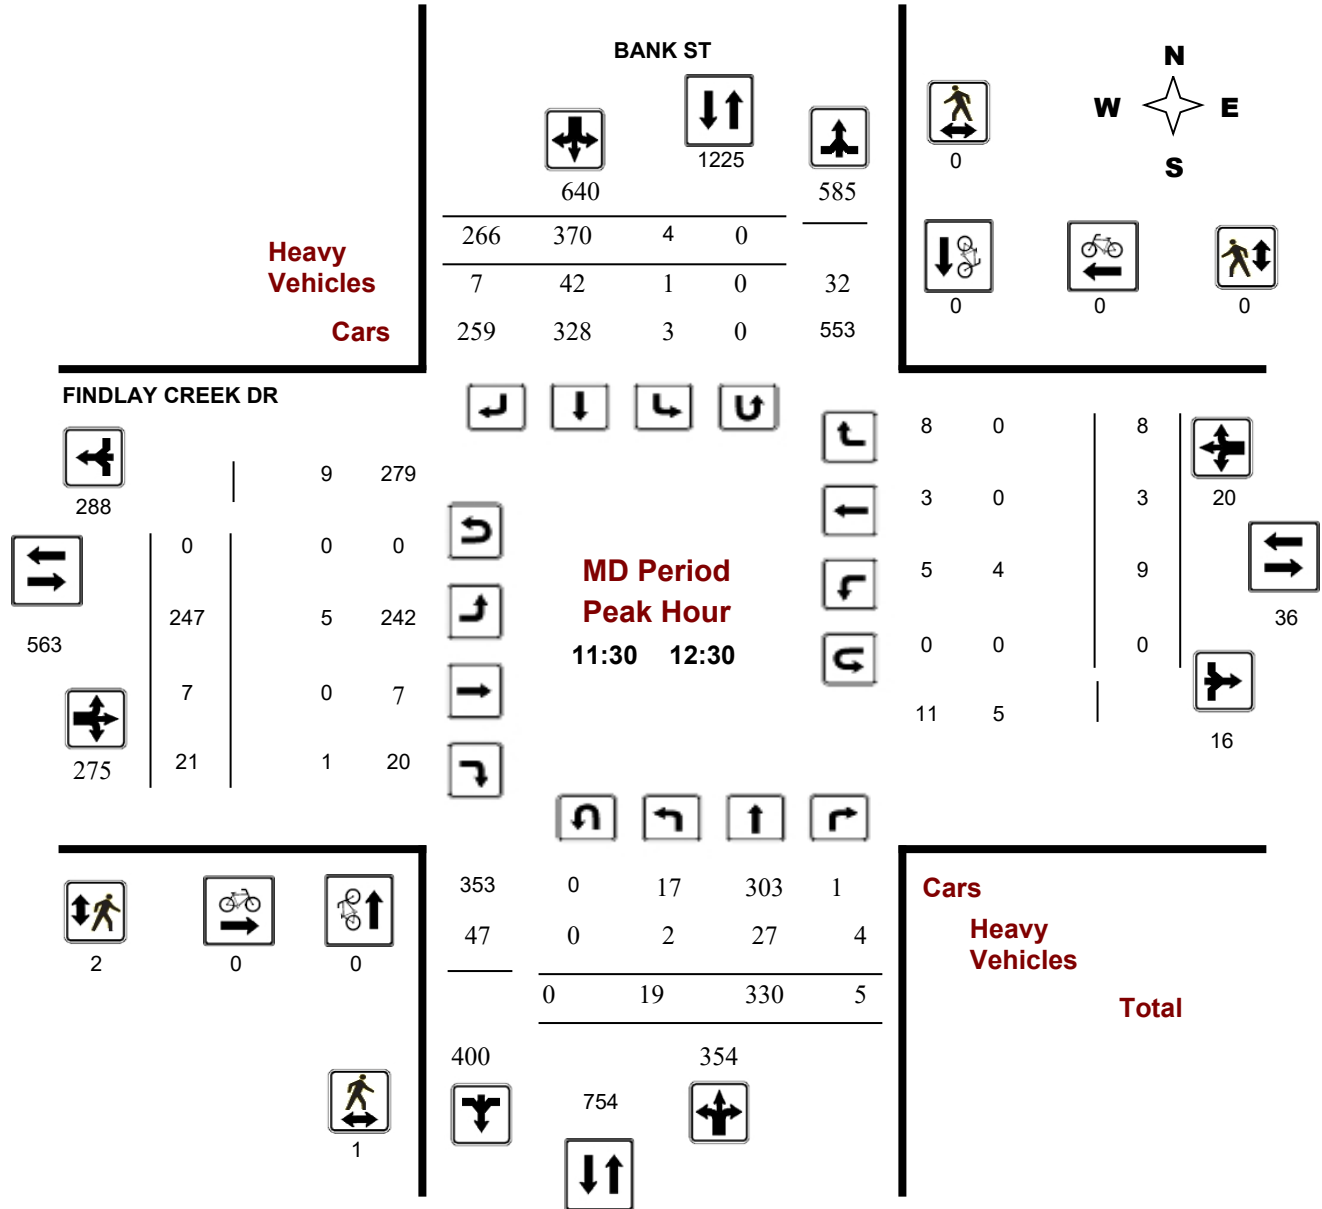 BANK ST
N
W E
S
1225
0
640 585
266 370 4 0
Heavy
Vehicles
7 42 1 0 32
0 0 0
Cars
259 328 3 0 553
FINDLAY CREEK DR
8 0 8
9 279
288
3 0 3 20
0 0 0
MD Period
5 4 9
247 5 242
Peak Hour
36
563
11:30 12:30
0 0 0
7 0 7
11 5
16
275 21 1 20
353 0 17 303 1
Cars
47 0 2 27 4
Heavy
Vehicles
2 0 0
0 19 330 5
Total
400 354
754
1